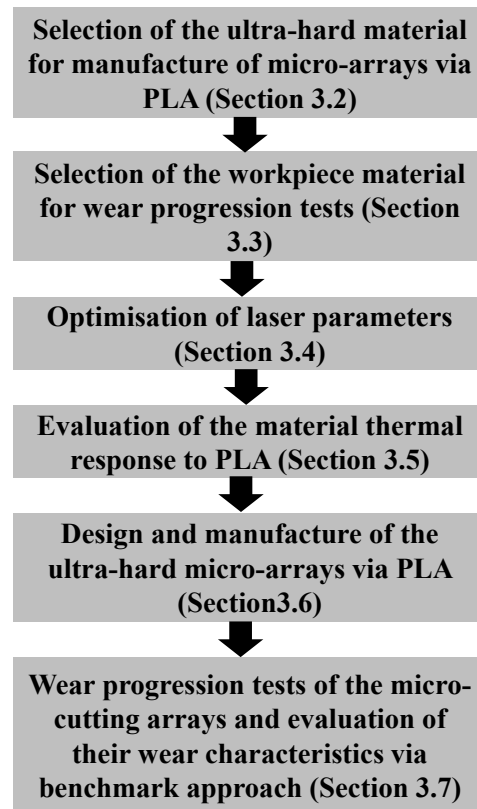 Selection of the ultra-hard material
for manufacture of micro-arrays via
PLA (Section 3.2)
Selection of the workpiece material
for wear progression tests (Section
3.3)
Optimisation of laser parameters
(Section 3.4)
Evaluation of the material thermal
response to PLA (Section 3.5)
Design and manufacture of the
ultra-hard micro-arrays via PLA
(Section3.6)
Wear progression tests of the micro-
cutting arrays and evaluation of
their wear characteristics via
benchmark approach (Section 3.7)